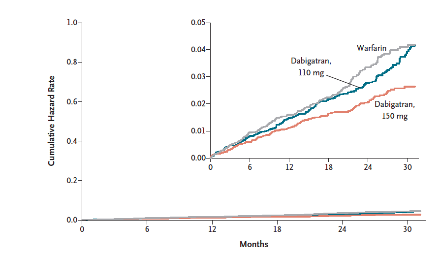 1.0
0.8
0.6
0.4
0.2
0.0
Cumulative Hazard Rate
0.05
0.04
0.03
0.02
0.01
0.00
Warfarin
Dabigatran,
110 mg
Dabigatran,
150 mg
0 6 12 18 24 30
0 6 12 18 24 30
Months